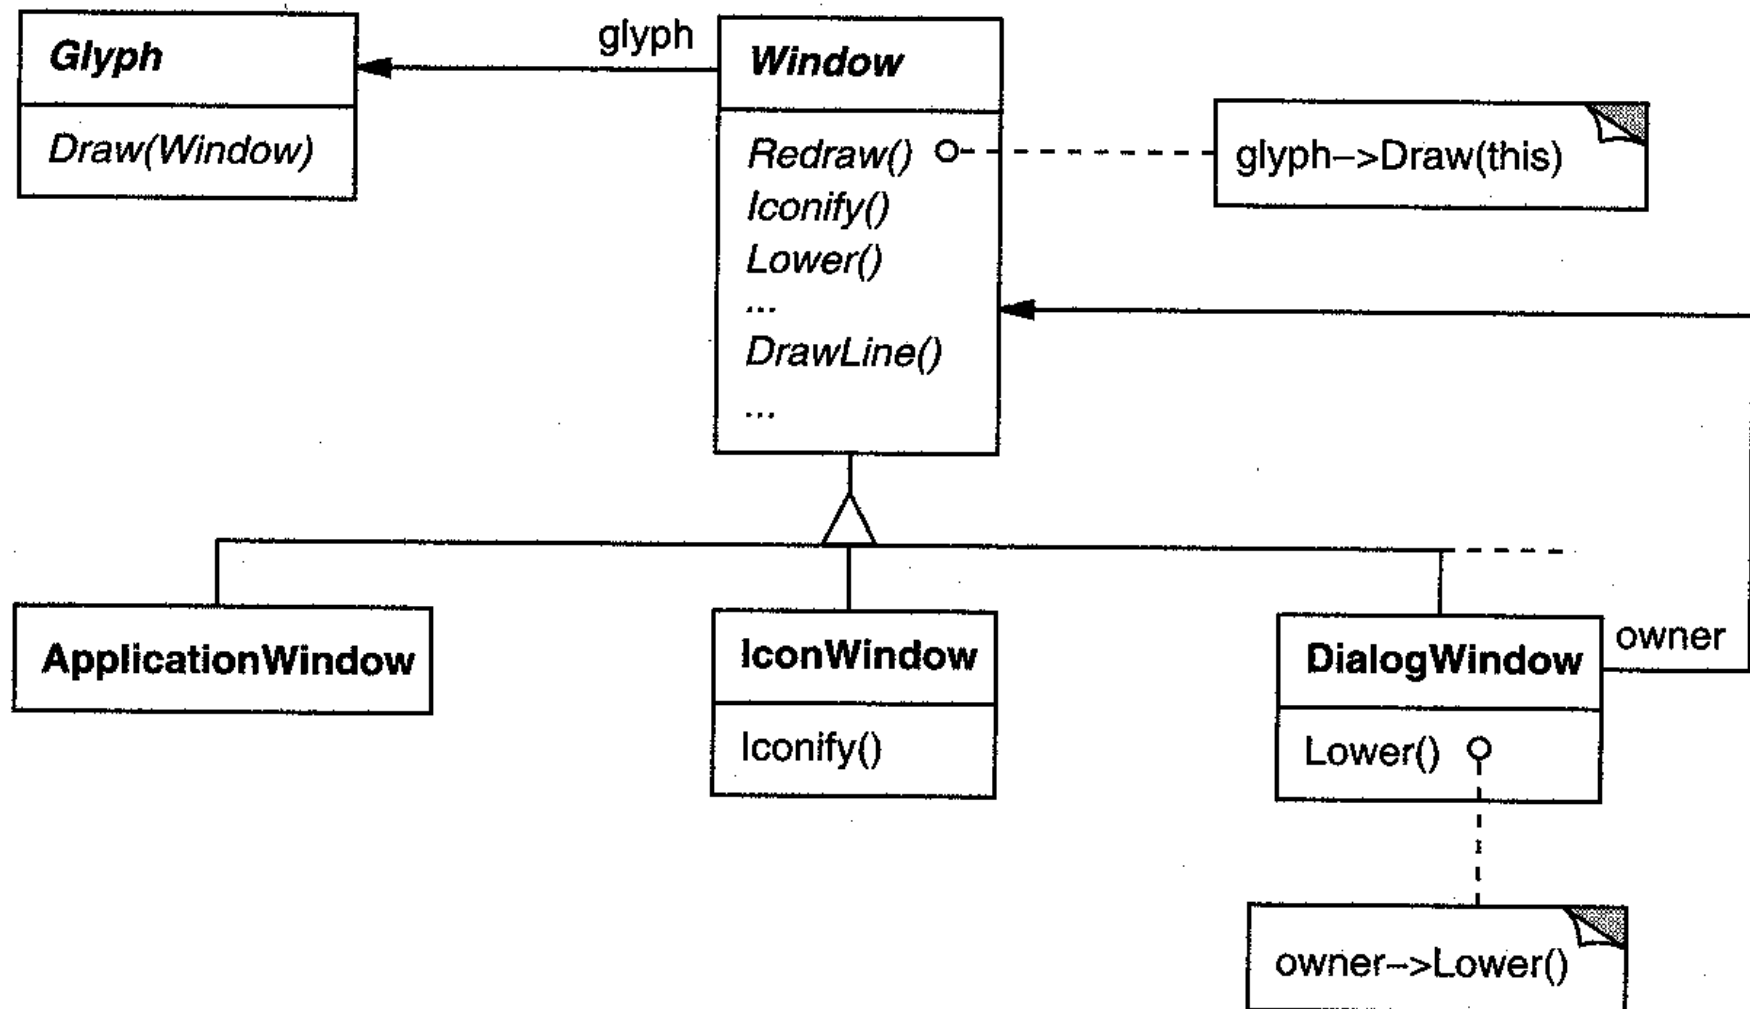 Glyph
Draw(Window)
glyph
Window
Redraw()
Iconify()
Lower()
...
DrawLine()
...
glyph–>Draw(this)
ApplicationWindow
IconWindow
Iconify()
DialogWindow
Lower()
owner
owner–>Lower()